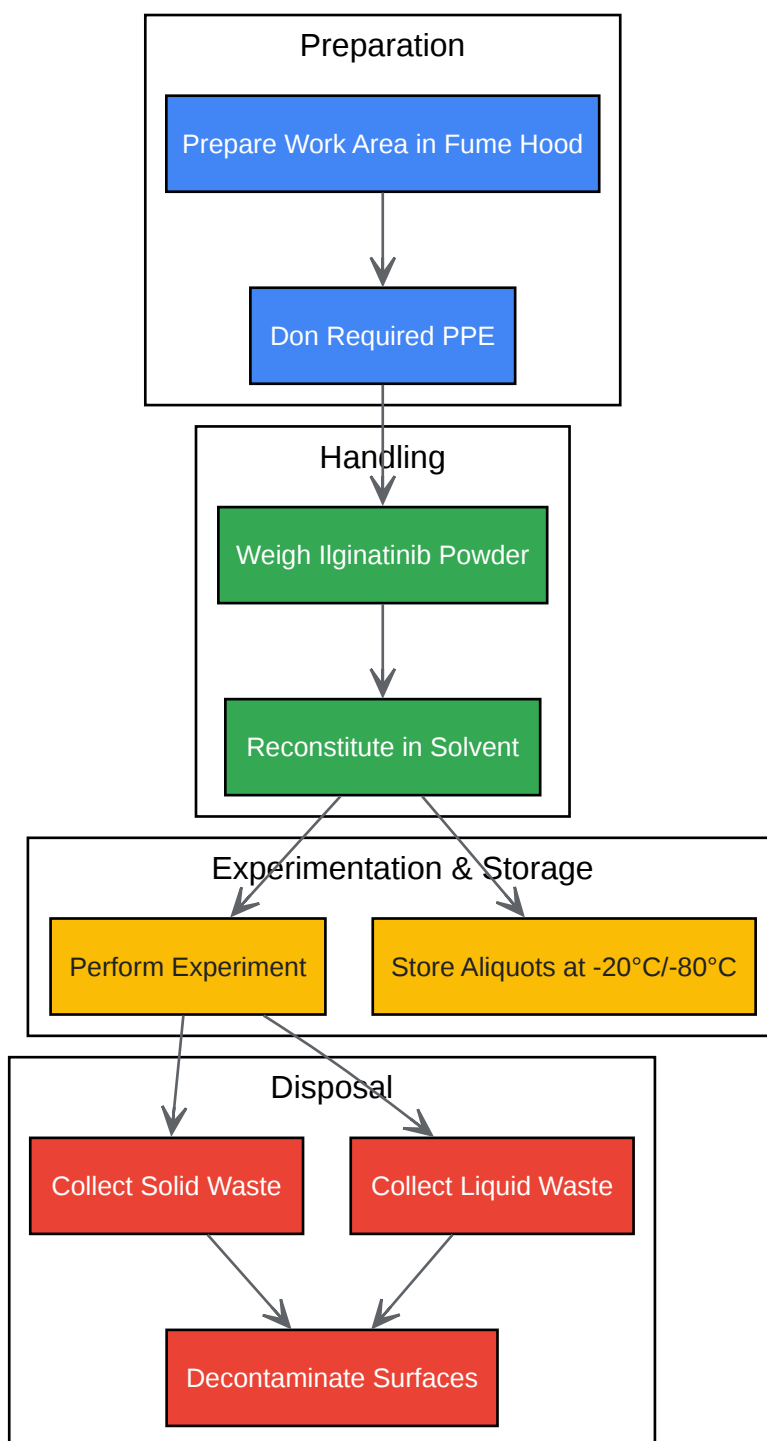 Preparation
Prepare Work Area in Fume Hood
Don Required PPE
Handling
Weigh Ilginatinib Powder
Reconstitute in Solvent
Experimentation & Storage
Perform Experiment
Store Aliquots at -20°C/-80°C
Disposal
Collect Solid Waste
Collect Liquid Waste
Decontaminate Surfaces